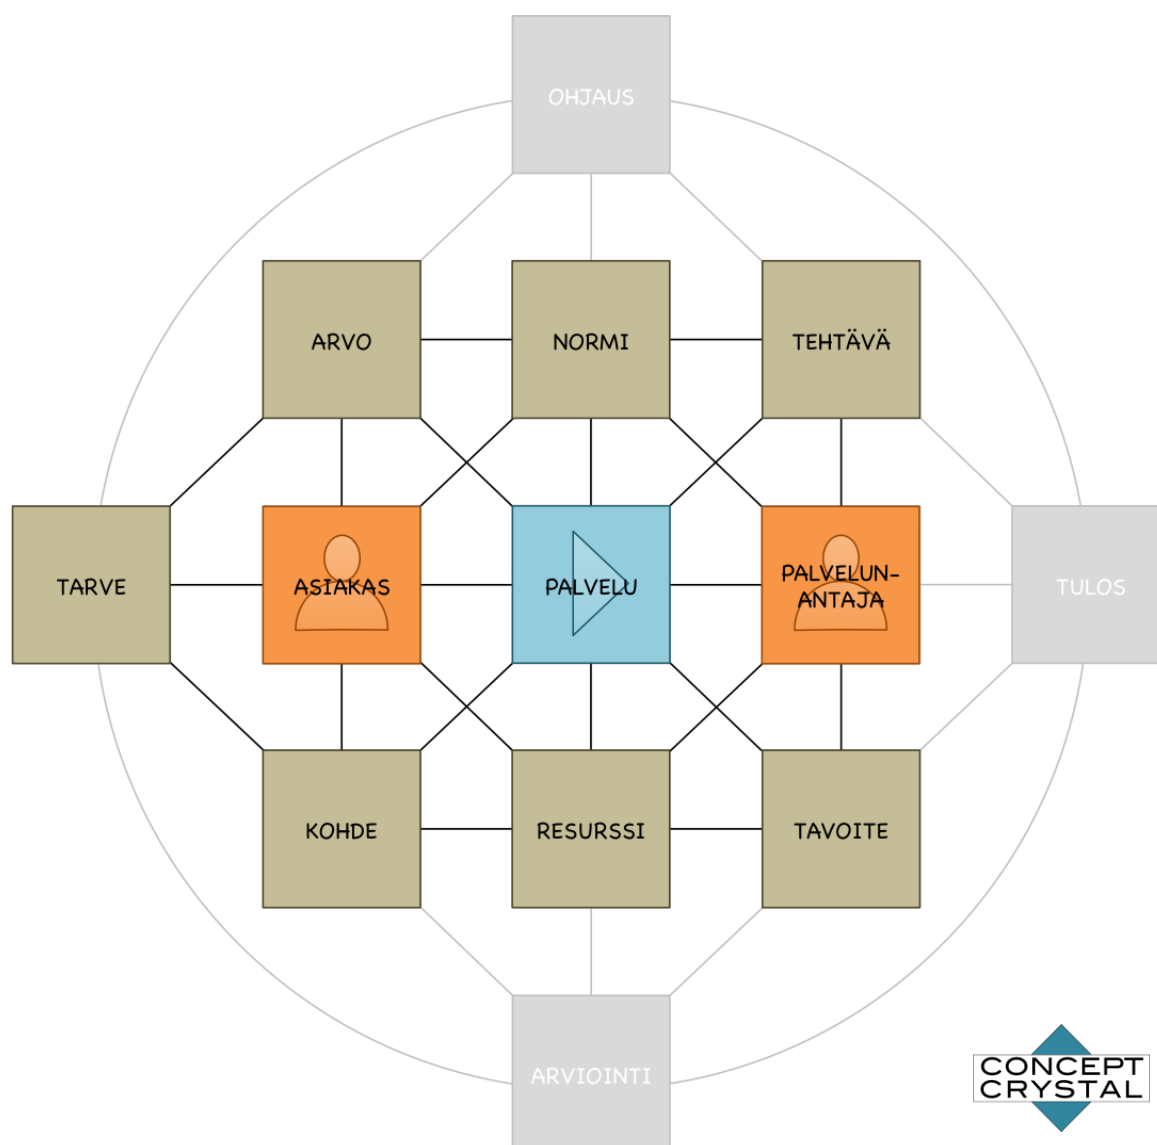 OHJAUS
ARVO
NORMI
TEHTÄVÄ
TARVE
ASIAKAS
PALVELU
PALVELUN-
ANTAJA
TULOS
KOHDE
RESURSSI
TAVOITE
ARVIOINTI
CONCEPT
CRYSTAL